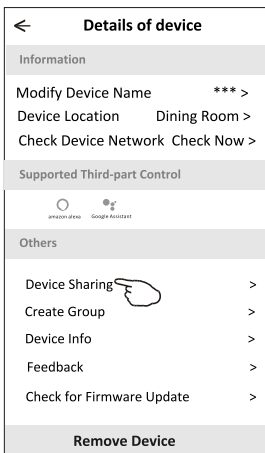 Details of device
Information
Modify Device Name *** >
Device Location Dining Room >
Check Device Network Check Now >
Supported Third-part Control
amazon alexa Google Assistant
Others
Device Sharing >
Create Group >
Device Info >
Feedback >
Check for Firmware Update >
Remove Device